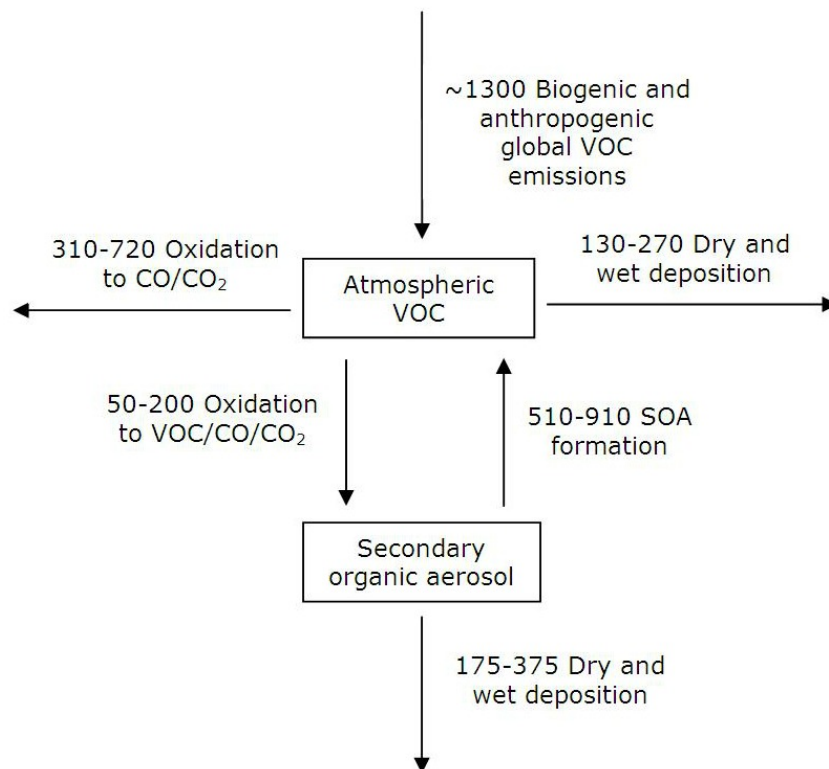 ~1300 Biogenic and
anthropogenic
global VOC
emissions
310-720 Oxidation
to CO/CO₂
130-270 Dry and
wet deposition
Atmospheric
VOC
50-200 Oxidation
to VOC/CO/CO₂
510-910 SOA
formation
Secondary
organic aerosol
175-375 Dry and
wet deposition